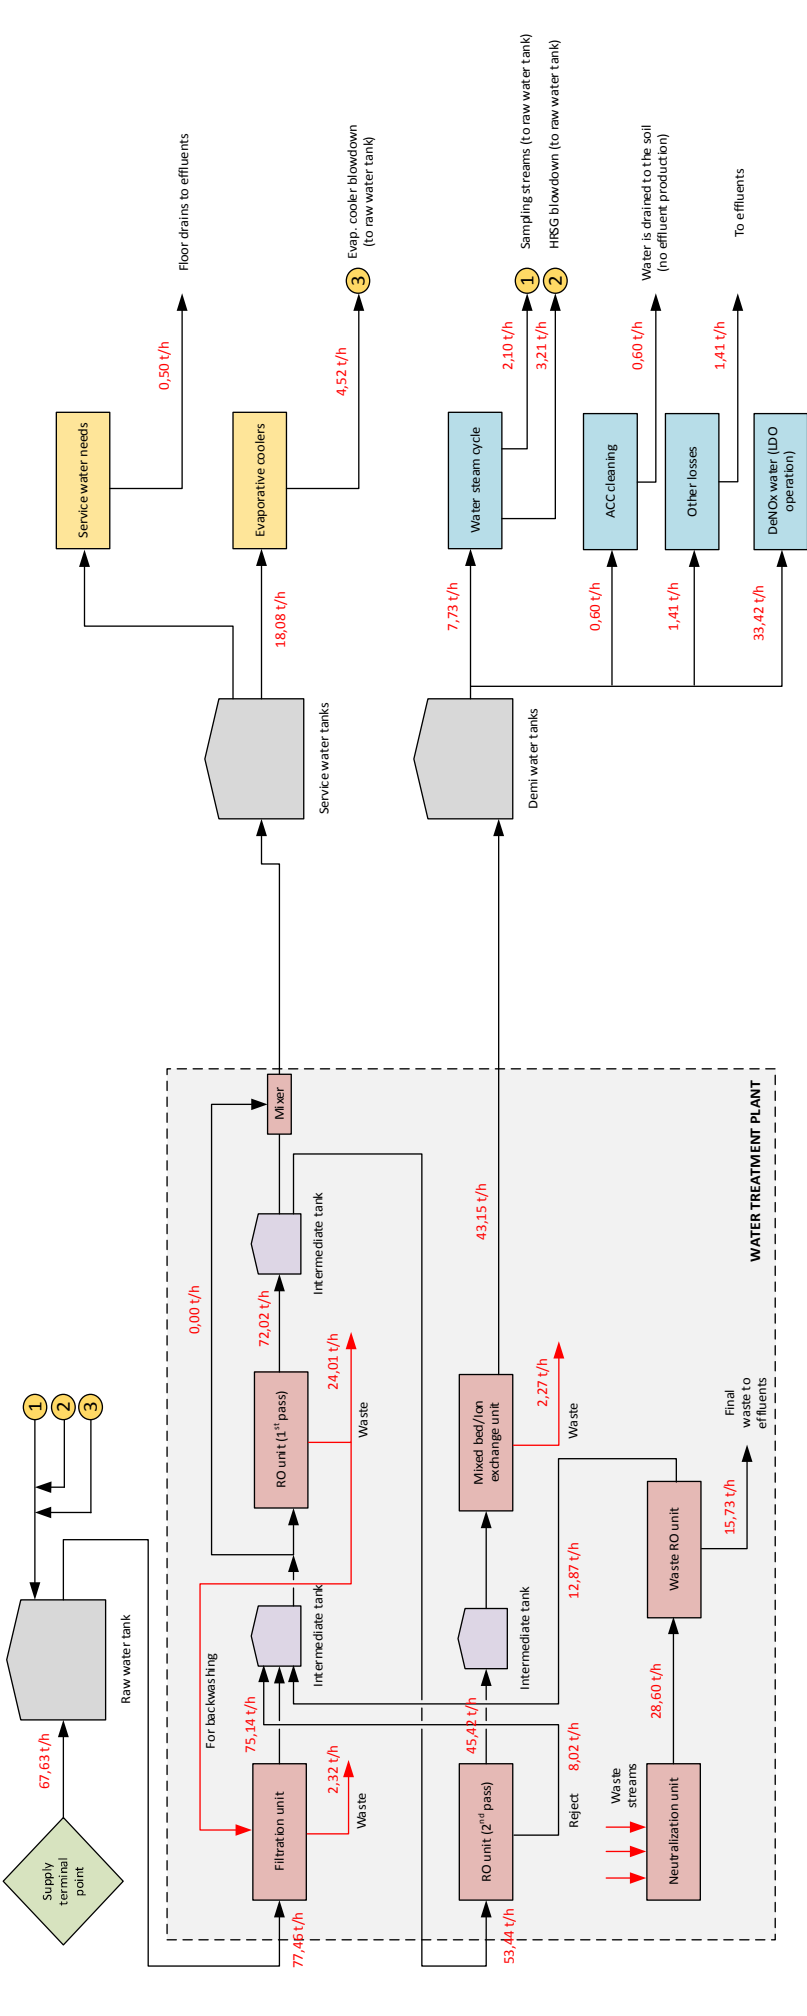 Supply
terminal
point
67,63 t/h
Raw water tank
1
2
3
77,46 t/h
Filtration unit
2,32 t/h
Waste
For backwashing
75,14 t/h
Intermediate tank
0,00 t/h
RO unit (1st pass)
24,01 t/h
Waste
72,02 t/h
Intermediate tank
Mixer
53,44 t/h
RO unit (2nd pass)
Reject
8,02 t/h
45,42 t/h
Intermediate tank
12,87 t/h
Mixed bed/Ion
exchange unit
2,27 t/h
Waste
43,15 t/h
Waste
streams
Neutralization unit
28,60 t/h
Waste RO unit
15,73 t/h
Final
waste to
effluents
WATER TREATMENT PLANT
Service water tanks
Service water needs
0,50 t/h
Floor drains to effluents
18,08 t/h
Evaporative coolers
4,52 t/h
3
Evap. cooler blowdown
(to raw water tank)
Demi water tanks
7,73 t/h
Water steam cycle
2,10 t/h
1
Sampling streams (to raw water tank)
3,21 t/h
2
HRSG blowdown (to raw water tank)
0,60 t/h
ACC cleaning
0,60 t/h
Water is drained to the soil
(no effluent production)
1,41 t/h
Other losses
1,41 t/h
To effluents
33,42 t/h
DeNOx water (LDO
operation)